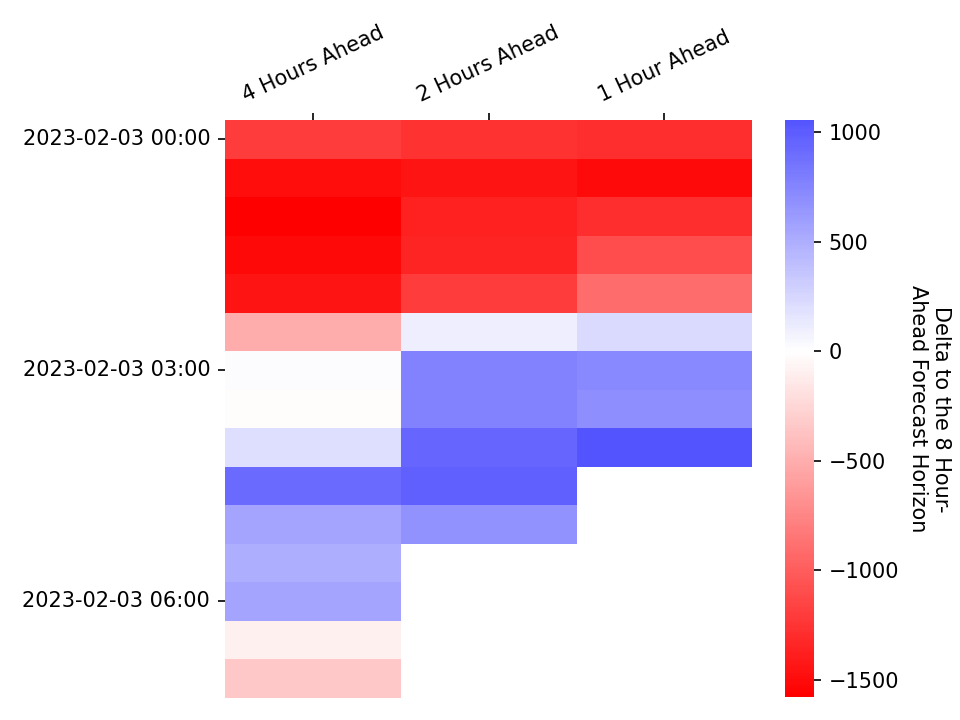 4 Hours Ahead
2 Hours Ahead
1 Hour Ahead
2023-02-03 00:00
2023-02-03 03:00
2023-02-03 06:00
1000
500
0
−500
−1000
−1500
Delta to the 8 Hour-
Ahead Forecast Horizon